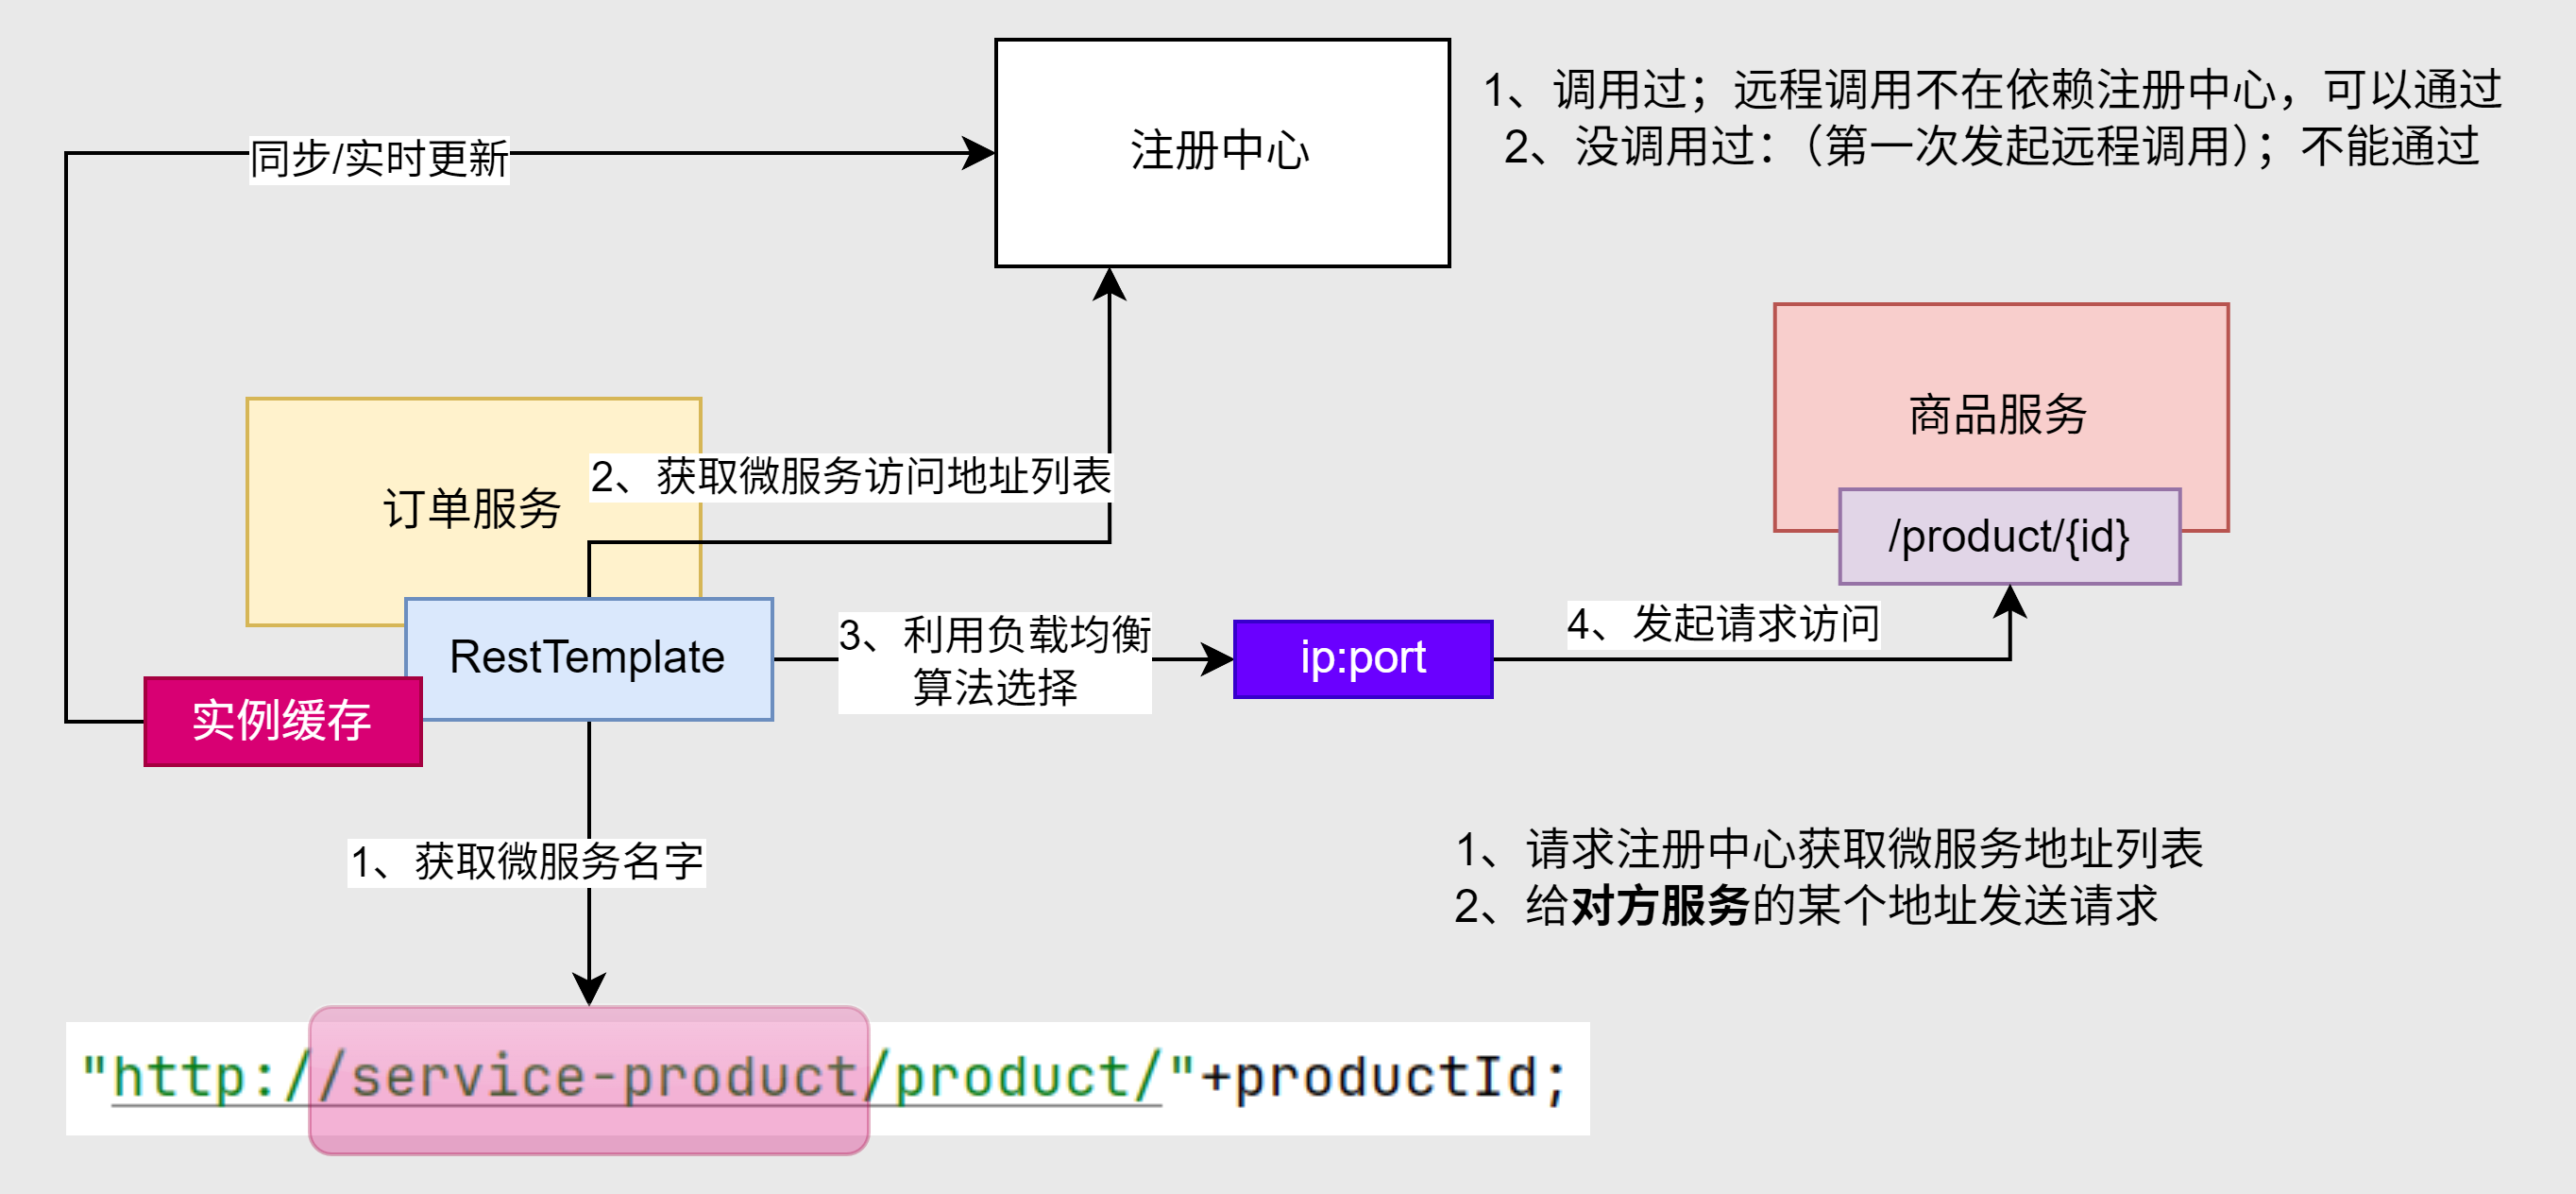 注册中心
1、调用过；远程调用不在依赖注册中心，可以通过
2、没调用过：（第一次发起远程调用）；不能通过
同步/实时更新
商品服务
/product/{id}
2、获取微服务访问地址列表
订单服务
RestTemplate
实例缓存
3、利用负载均衡
算法选择
ip:port
4、发起请求访问
1、获取微服务名字
1、请求注册中心获取微服务地址列表
2、给对方服务的某个地址发送请求
"http://service-product/product/"+productId;